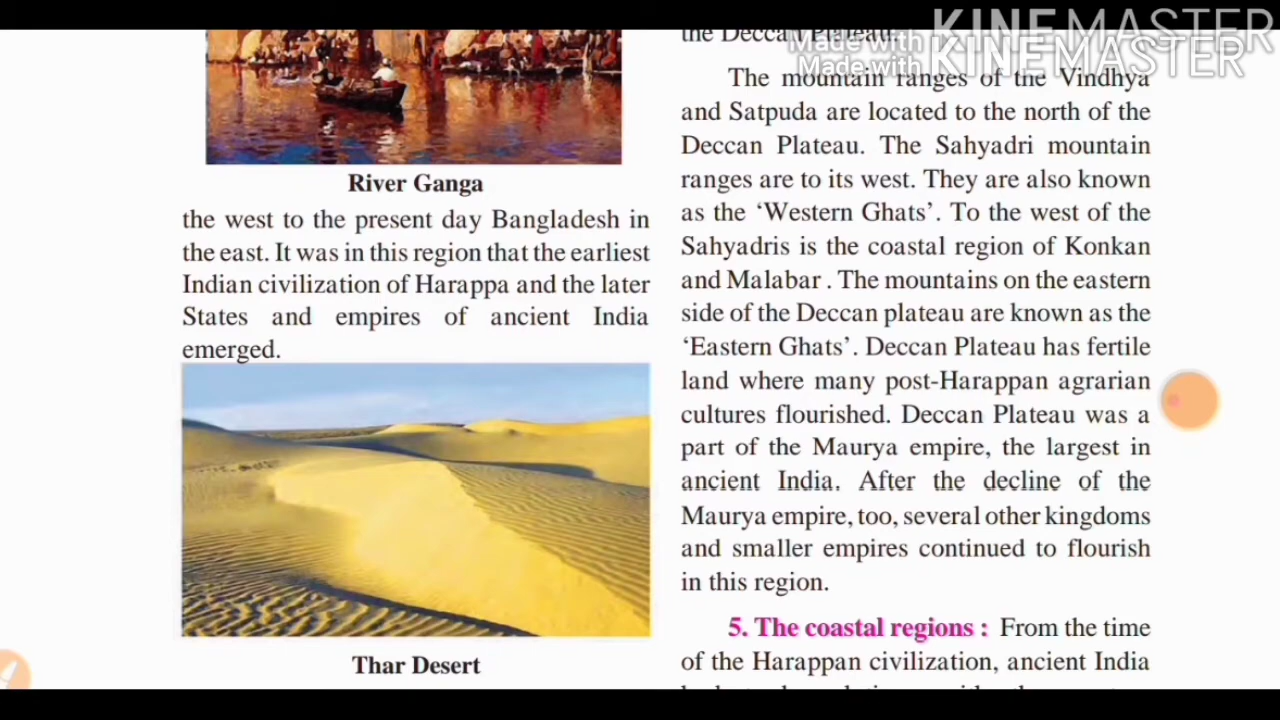 KINEMASTER
Made with
KINEMASTER
Made with
River Ganga
the west to the present day Bangladesh in
the east. It was in this region that the earliest
Indian civilization of Harappa and the later
States and empires of ancient India
emerged.
Thar Desert
the Deccan Plateau.
The mountain ranges of the Vindhya
and Satpuda are located to the north of the
Deccan Plateau. The Sahyadri mountain
ranges are to its west. They are also known
as the ‘Western Ghats’. To the west of the
Sahyadris is the coastal region of Konkan
and Malabar . The mountains on the eastern
side of the Deccan plateau are known as the
‘Eastern Ghats’. Deccan Plateau has fertile
land where many post-Harappan agrarian
cultures flourished. Deccan Plateau was a
part of the Maurya empire, the largest in
ancient India. After the decline of the
Maurya empire, too, several other kingdoms
and smaller empires continued to flourish
in this region.
5. The coastal regions : From the time
of the Harappan civilization, ancient India